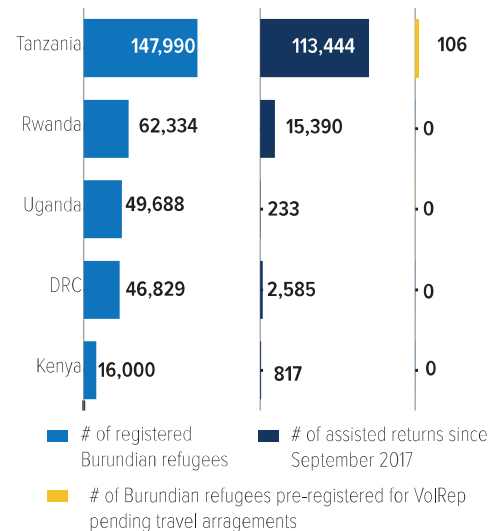 Tanzania 147,990 113,444 106
Rwanda 62,334 15,390 0
Uganda 49,688 233 0
DRC 46,829 2,585 0
Kenya 16,000 817 0
# of registered
Burundian refugees
# of assisted returns since
September 2017
# of Burundian refugees pre-registered for VolRep
pending travel arragements